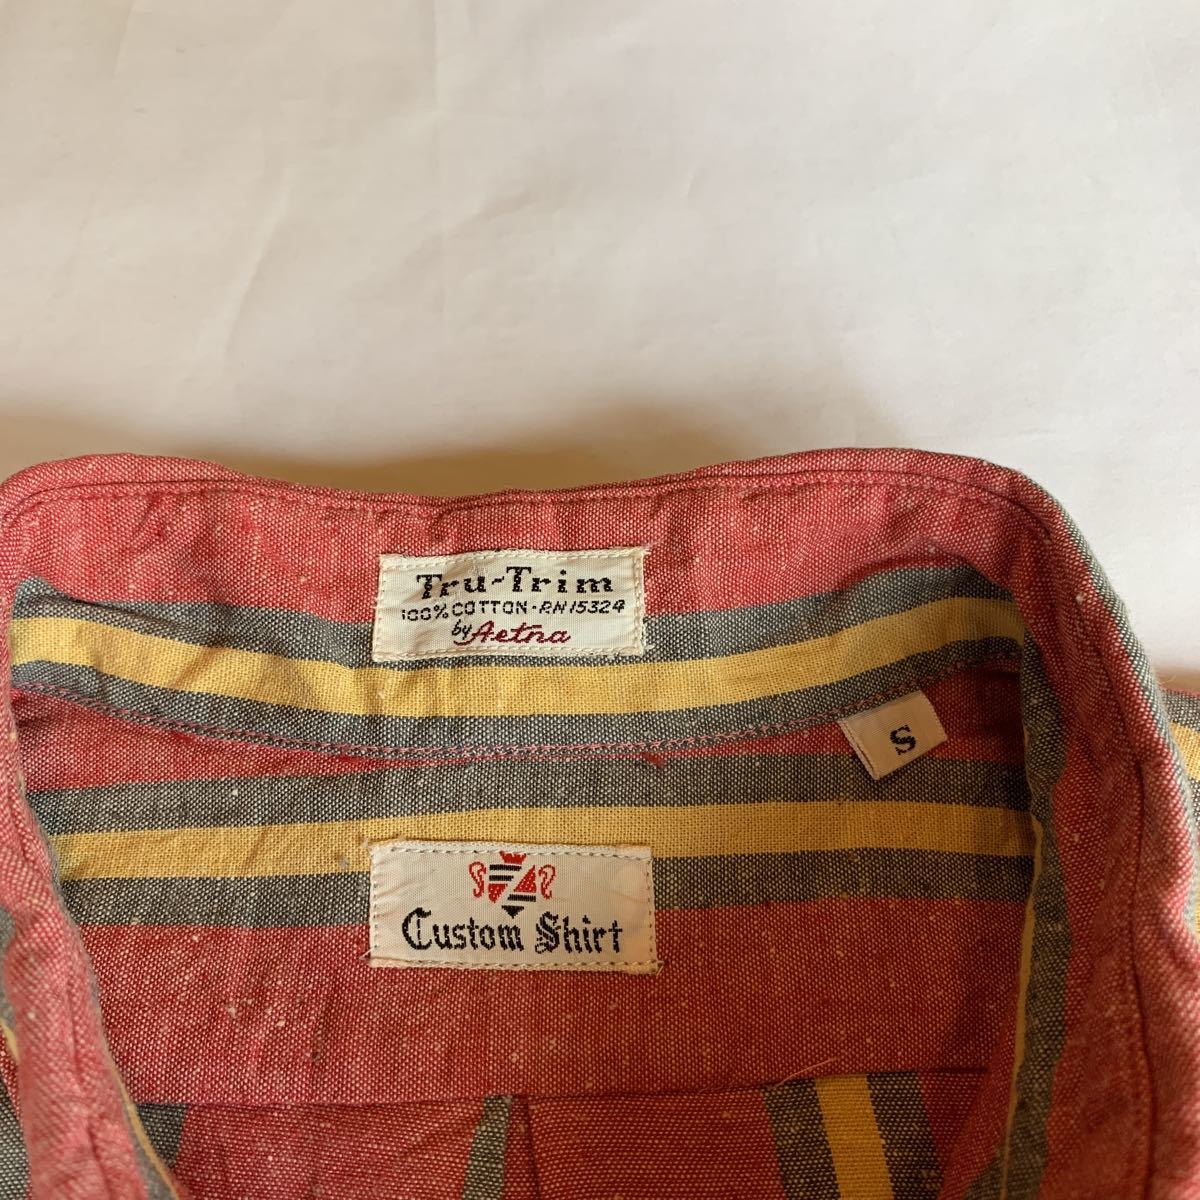 Tru-Trim
100% COTTON - RN 15324
by Aetna
S
Custom Shirt